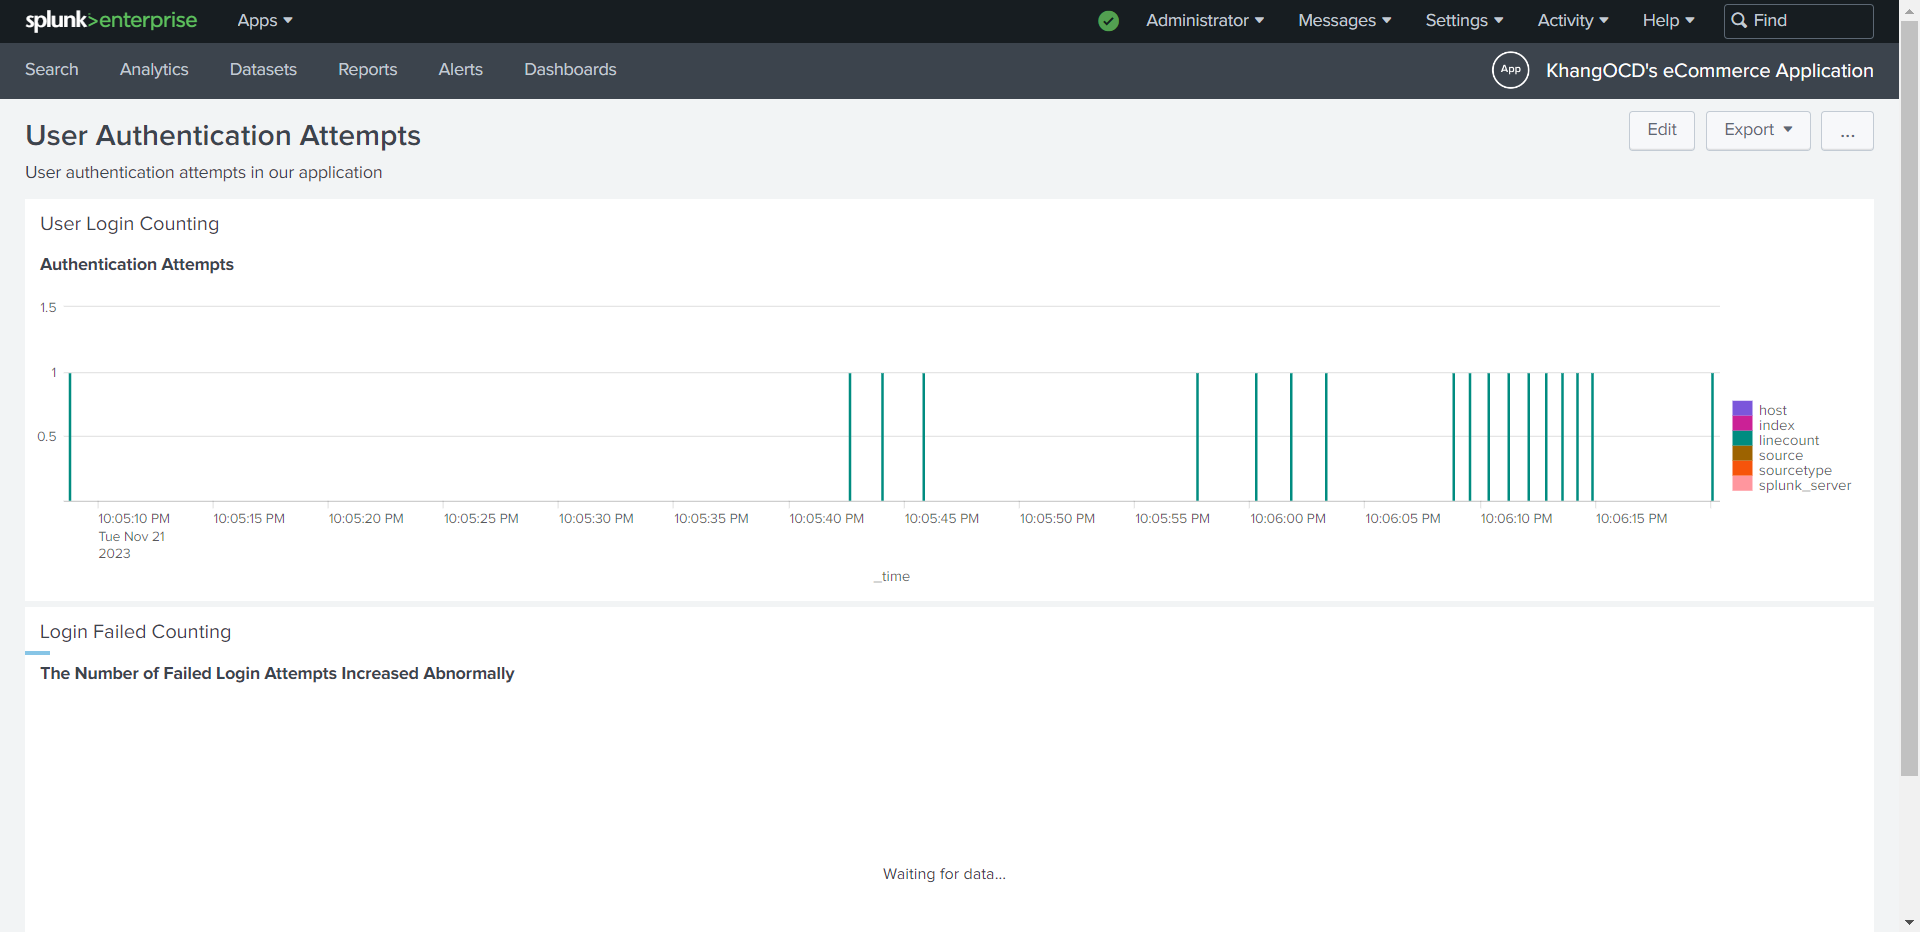 splunk>enterprise Apps Administrator Messages Settings Activity Help Find
Search Analytics Datasets Reports Alerts Dashboards App KhangOCD's eCommerce Application
User Authentication Attempts Edit Export ...
User authentication attempts in our application
User Login Counting
Authentication Attempts
1.5
1
0.5
host
index
linecount
source
sourcetype
splunk_server
10:05:10 PM 10:05:15 PM 10:05:20 PM 10:05:25 PM 10:05:30 PM 10:05:35 PM 10:05:40 PM 10:05:45 PM 10:05:50 PM 10:05:55 PM 10:06:00 PM 10:06:05 PM 10:06:10 PM 10:06:15 PM
Tue Nov 21
2023
_time
Login Failed Counting
The Number of Failed Login Attempts Increased Abnormally
Waiting for data...